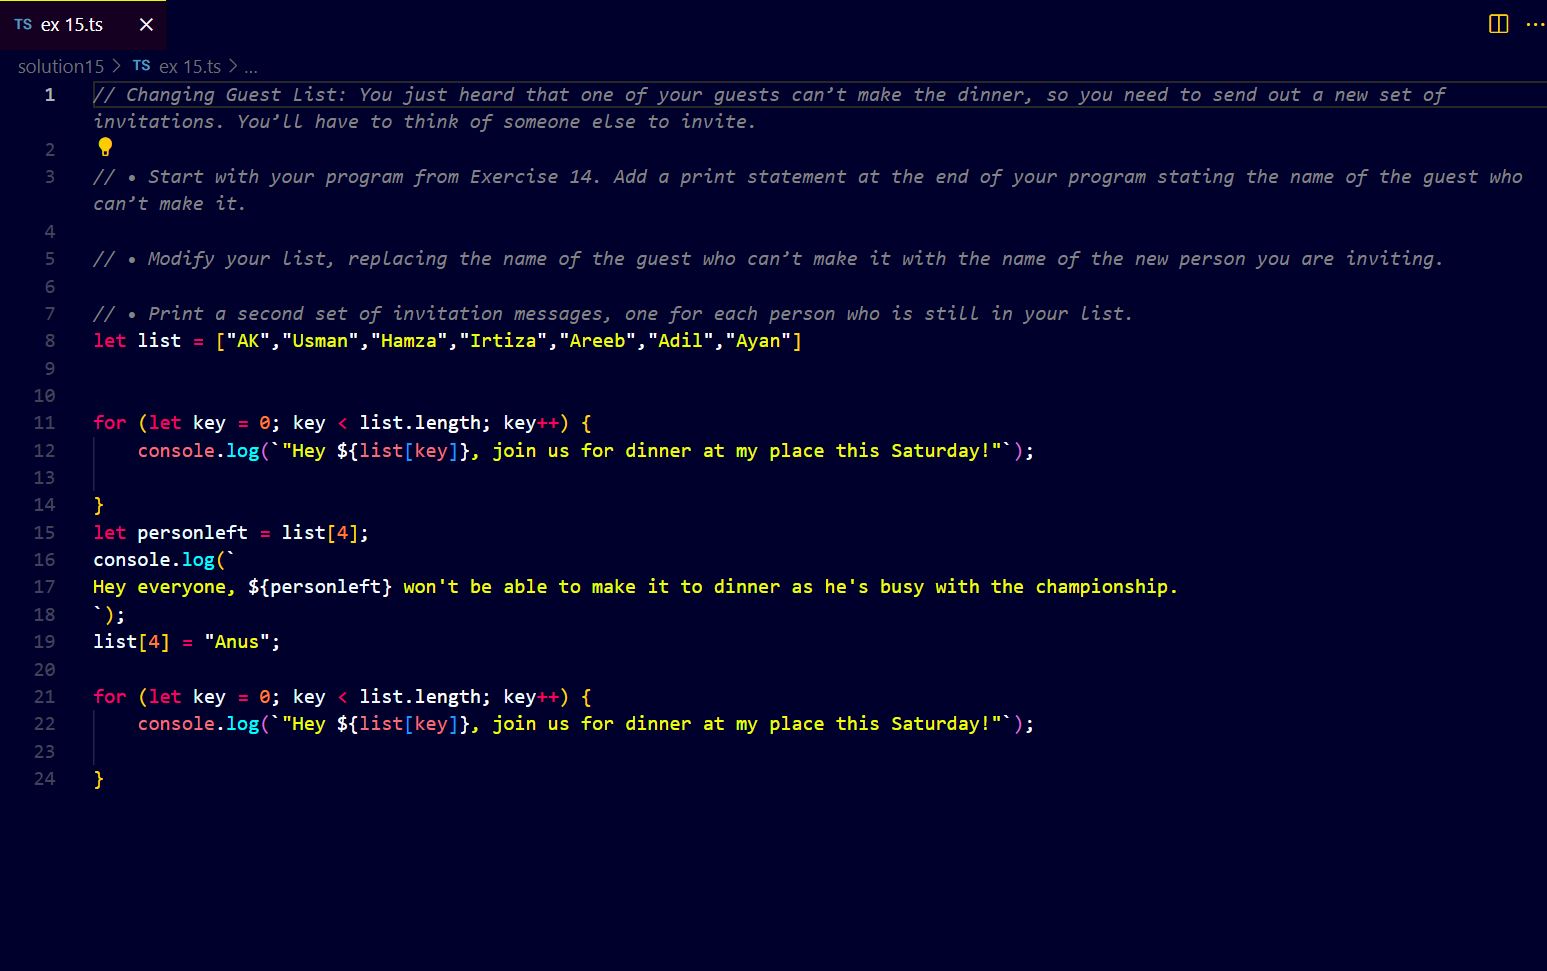 TS ex 15.ts ×
solution15 > TS ex 15.ts > ...
1 // Changing Guest List: You just heard that one of your guests can’t make the dinner, so you need to send out a new set of
invitations. You’ll have to think of someone else to invite.
2
3 // • Start with your program from Exercise 14. Add a print statement at the end of your program stating the name of the guest who
can’t make it.
4
5 // • Modify your list, replacing the name of the guest who can’t make it with the name of the new person you are inviting.
6
7 // • Print a second set of invitation messages, one for each person who is still in your list.
8 let list = ["AK","Usman","Hamza","Irtiza","Areeb","Adil","Ayan"]
9
10
11 for (let key = 0; key < list.length; key++) {
12     console.log(`"Hey ${list[key]}, join us for dinner at my place this Saturday!"`);
13
14 }
15 let personleft = list[4];
16 console.log(`
17 Hey everyone, ${personleft} won't be able to make it to dinner as he's busy with the championship.
18 `);
19 list[4] = "Anus";
20
21 for (let key = 0; key < list.length; key++) {
22     console.log(`"Hey ${list[key]}, join us for dinner at my place this Saturday!"`);
23
24 }